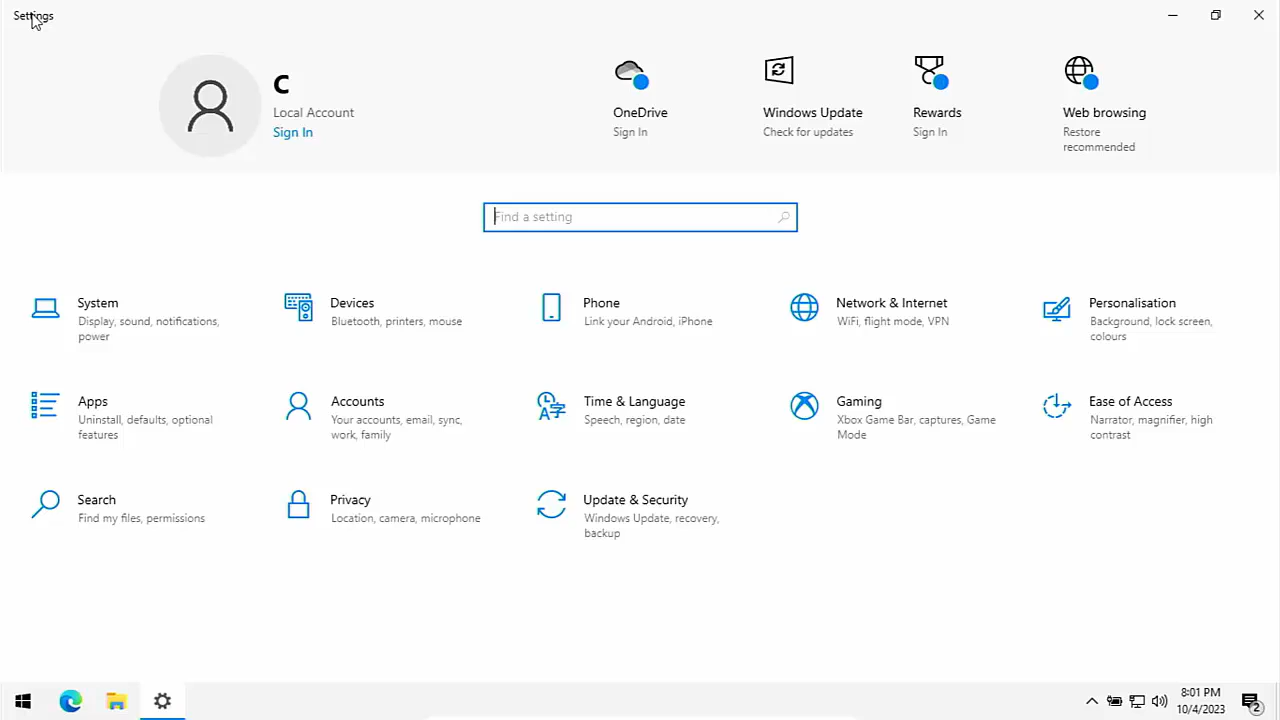 Settings
C
Local Account
Sign In
OneDrive
Sign In
Windows Update
Check for updates
Rewards
Sign In
Web browsing
Restore
recommended
Find a setting
System
Display, sound, notifications,
power
Devices
Bluetooth, printers, mouse
Phone
Link your Android, iPhone
Network & Internet
WiFi, flight mode, VPN
Personalisation
Background, lock screen,
colours
Apps
Uninstall, defaults, optional
features
Accounts
Your accounts, email, sync,
work, family
Time & Language
Speech, region, date
Gaming
Xbox Game Bar, captures, Game
Mode
Ease of Access
Narrator, magnifier, high
contrast
Search
Find my files, permissions
Privacy
Location, camera, microphone
Update & Security
Windows Update, recovery,
backup
8:01 PM
10/4/2023
2